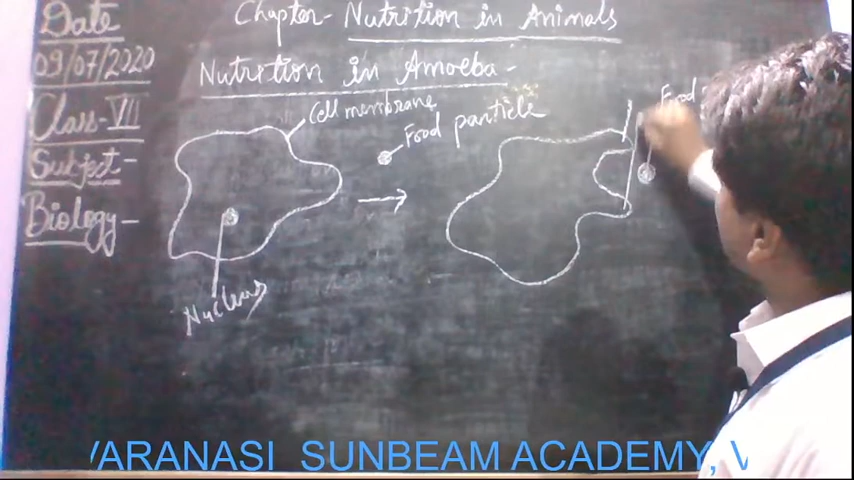 Date
09/07/2020
Class-VII
Subject-
Biology-
Chapter- Nutrition in Animals
Nutrition in Amoeba-
Cell membrane
Food particle
Food
Nucleus
VARANASI SUNBEAM ACADEMY, V